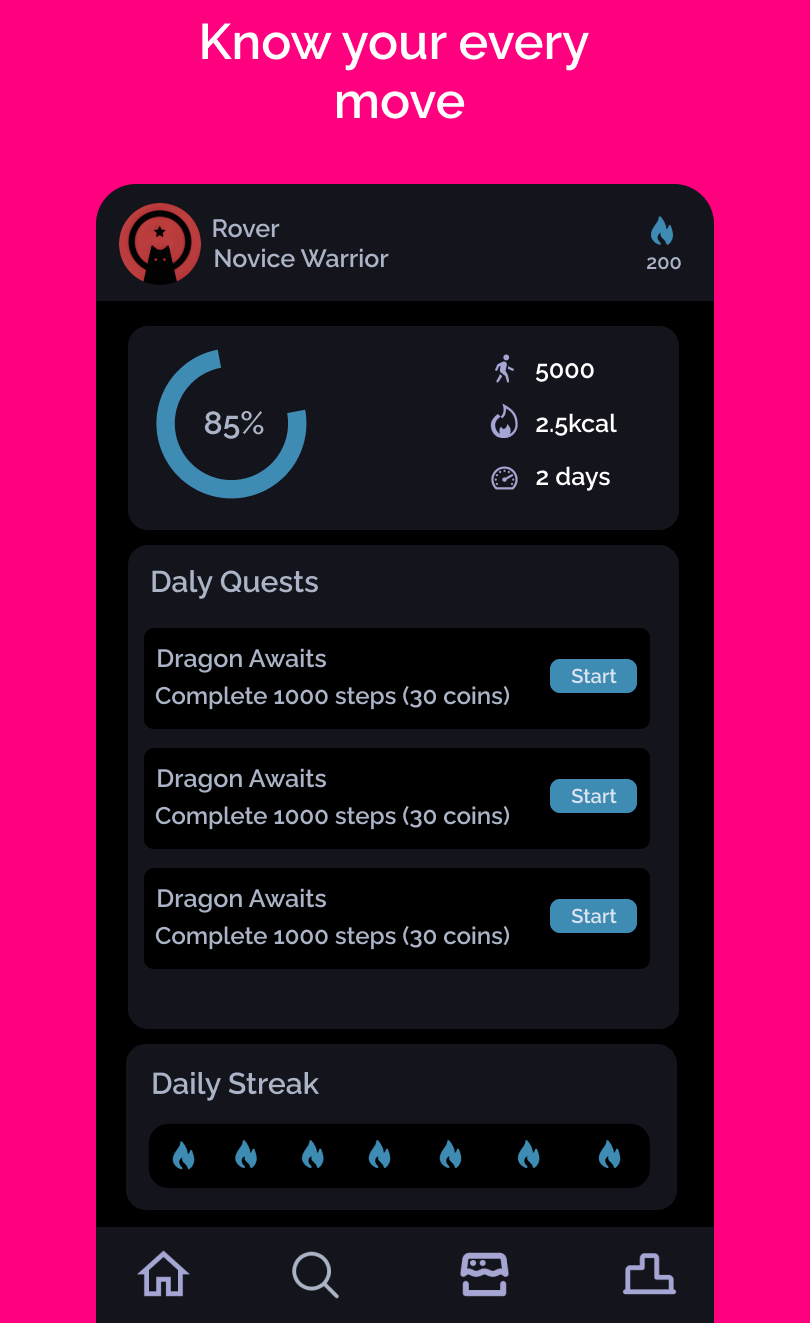 Know your every
move
Rover
Novice Warrior
200
85%
5000
2.5kcal
2 days
Daly Quests
Dragon Awaits
Complete 1000 steps (30 coins)
Start
Dragon Awaits
Complete 1000 steps (30 coins)
Start
Dragon Awaits
Complete 1000 steps (30 coins)
Start
Daily Streak